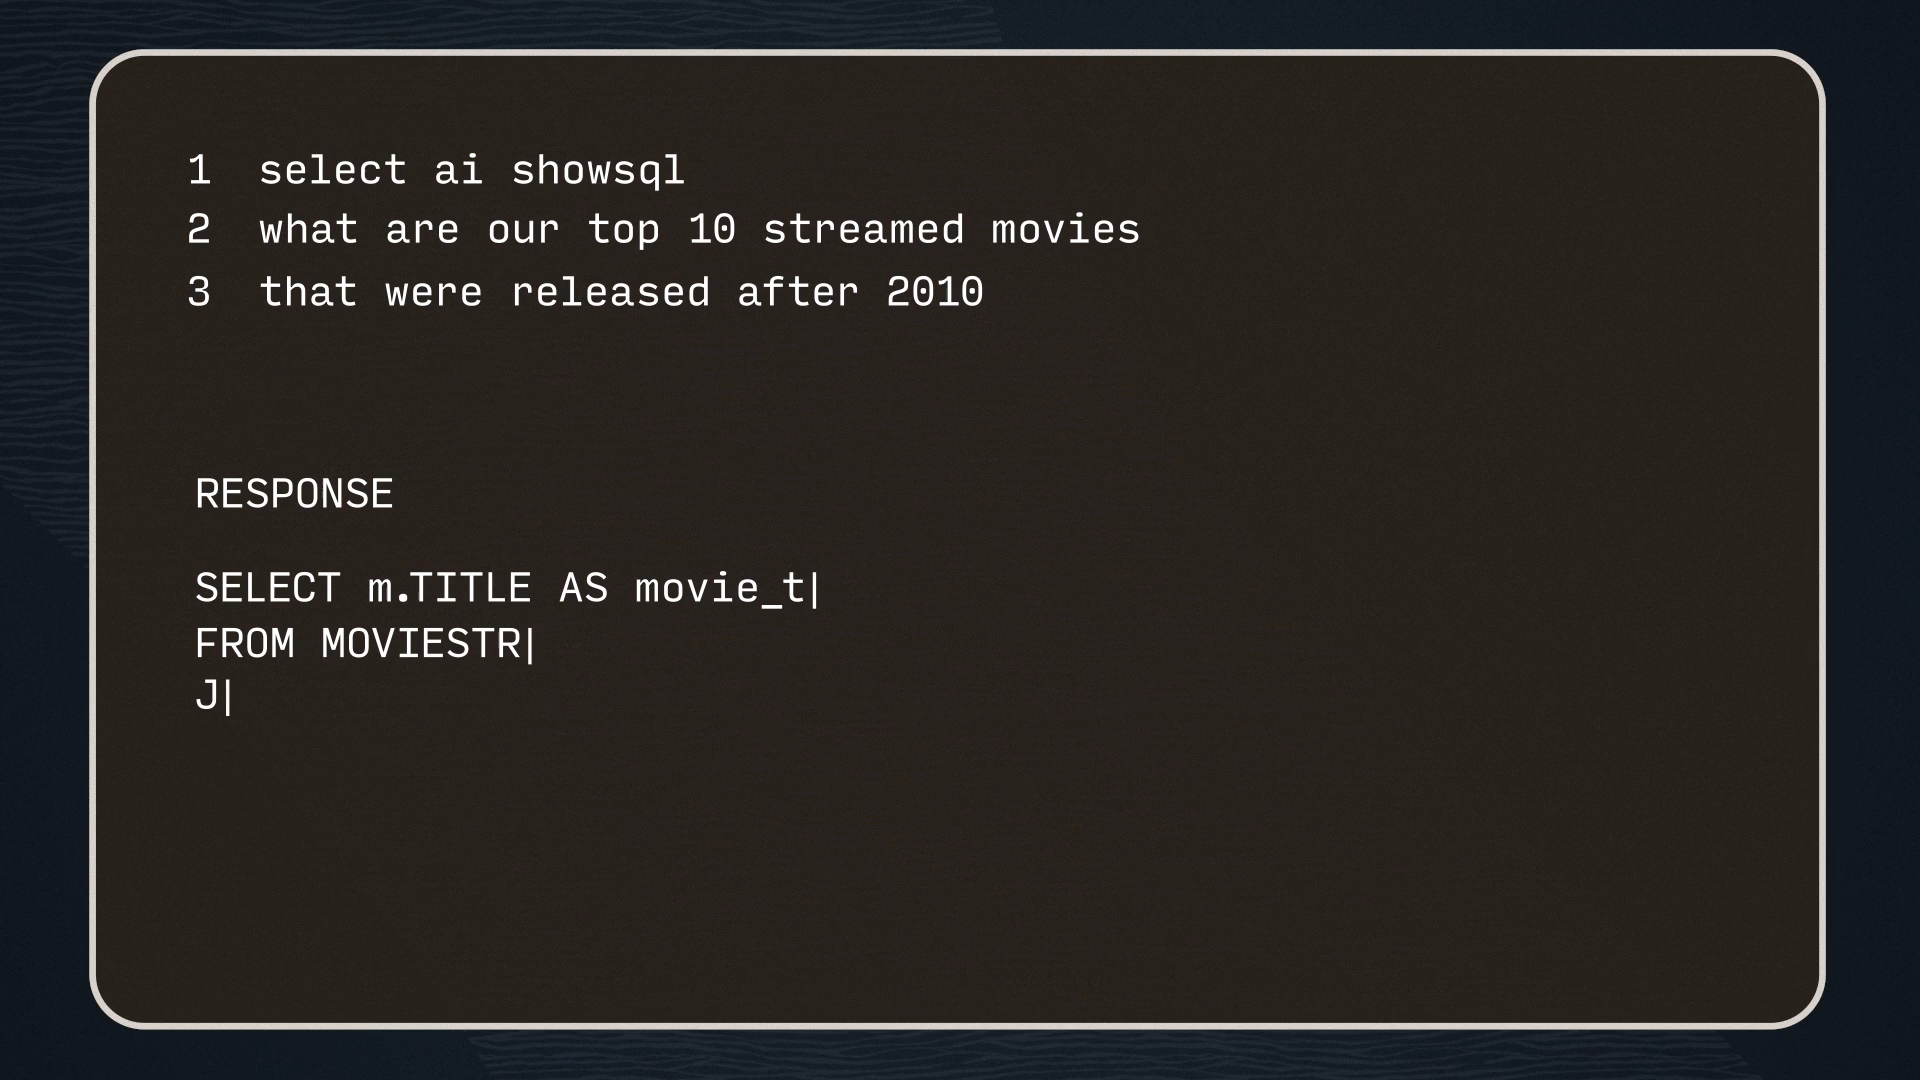 1 select ai showsql
2 what are our top 10 streamed movies
3 that were released after 2010
RESPONSE
SELECT m.TITLE AS movie_t|
FROM MOVIESTR|
J|